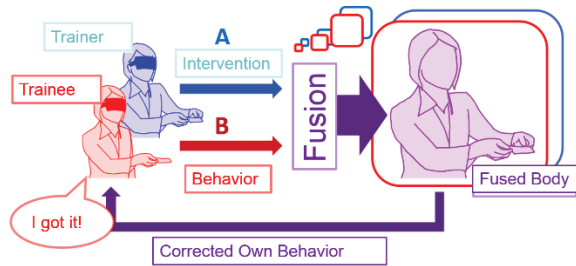 Trainer
A
Intervention
Trainee
B
Behavior
Fusion
Fused Body
I got it!
Corrected Own Behavior